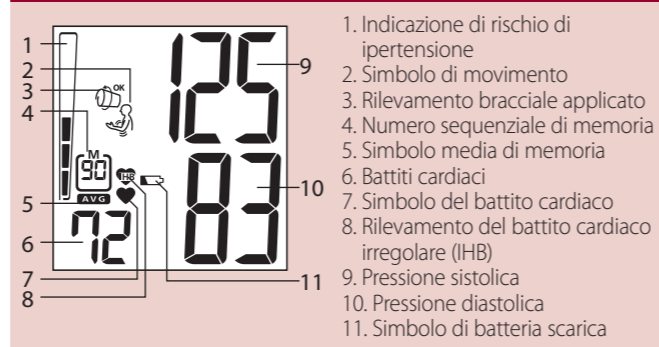 1
2
3
4
5
6
7
8
9
10
11
OK
M
90
IHB
AVG
125
83
72
1. Indicazione di rischio di
ipertensione
2. Simbolo di movimento
3. Rilevamento bracciale applicato
4. Numero sequenziale di memoria
5. Simbolo media di memoria
6. Battiti cardiaci
7. Simbolo del battito cardiaco
8. Rilevamento del battito cardiaco
irregolare (IHB)
9. Pressione sistolica
10. Pressione diastolica
11. Simbolo di batteria scarica